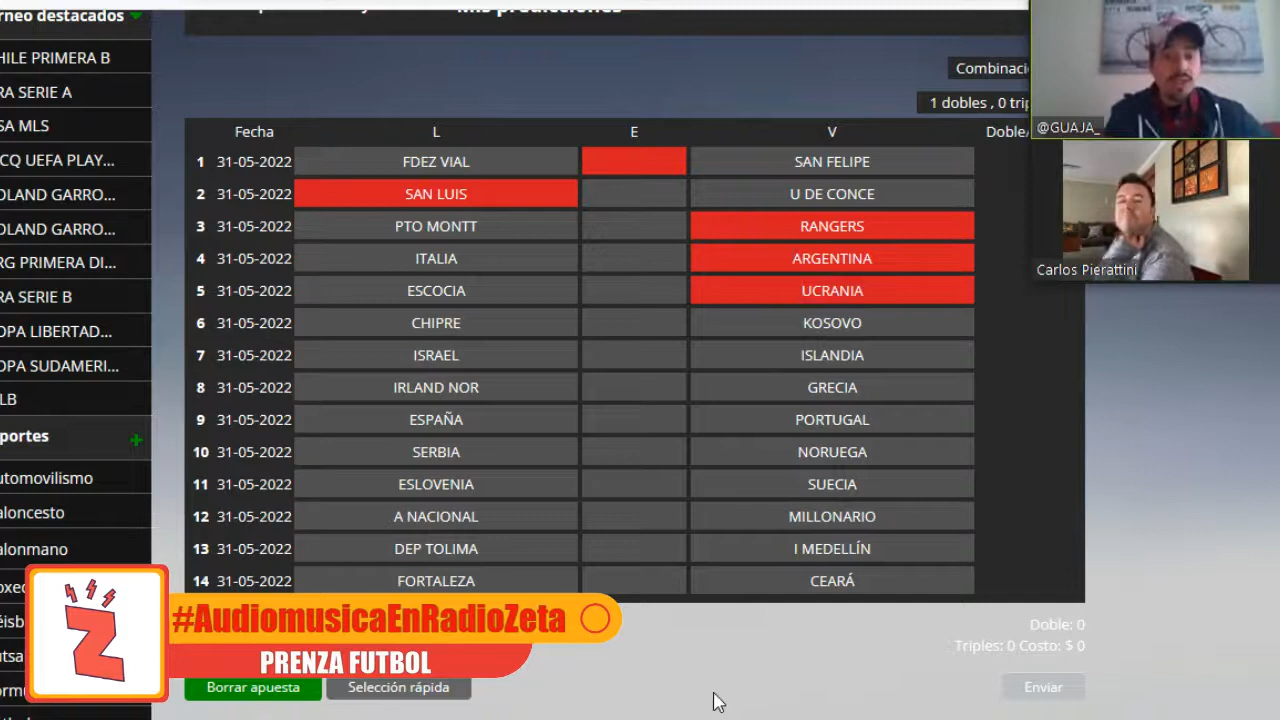 rneo destacados
HILE PRIMERA B
RA SERIE A
SA MLS
CQ UEFA PLAY...
OLAND GARRO...
OLAND GARRO...
RG PRIMERA DI...
RA SERIE B
OPA LIBERTAD...
OPA SUDAMERI...
LB
portes
utomovilismo
aloncesto
alonmano
oxeo
éisb
utsa
ormu
útbol
Mis predicciones
Combinaci
1 dobles , 0 trip
Fecha L E V Doble/
1 31-05-2022 FDEZ VIAL SAN FELIPE
2 31-05-2022 SAN LUIS U DE CONCE
3 31-05-2022 PTO MONTT RANGERS
4 31-05-2022 ITALIA ARGENTINA
5 31-05-2022 ESCOCIA UCRANIA
6 31-05-2022 CHIPRE KOSOVO
7 31-05-2022 ISRAEL ISLANDIA
8 31-05-2022 IRLAND NOR GRECIA
9 31-05-2022 ESPAÑA PORTUGAL
10 31-05-2022 SERBIA NORUEGA
11 31-05-2022 ESLOVENIA SUECIA
12 31-05-2022 A NACIONAL MILLONARIO
13 31-05-2022 DEP TOLIMA I MEDELLÍN
14 31-05-2022 FORTALEZA CEARÁ
Doble: 0
Triples: 0 Costo: $ 0
Borrar apuesta Selección rápida Enviar
@GUAJA_
Carlos Pierattini
Z
#AudiomusicaEnRadioZeta
PRENZA FUTBOL